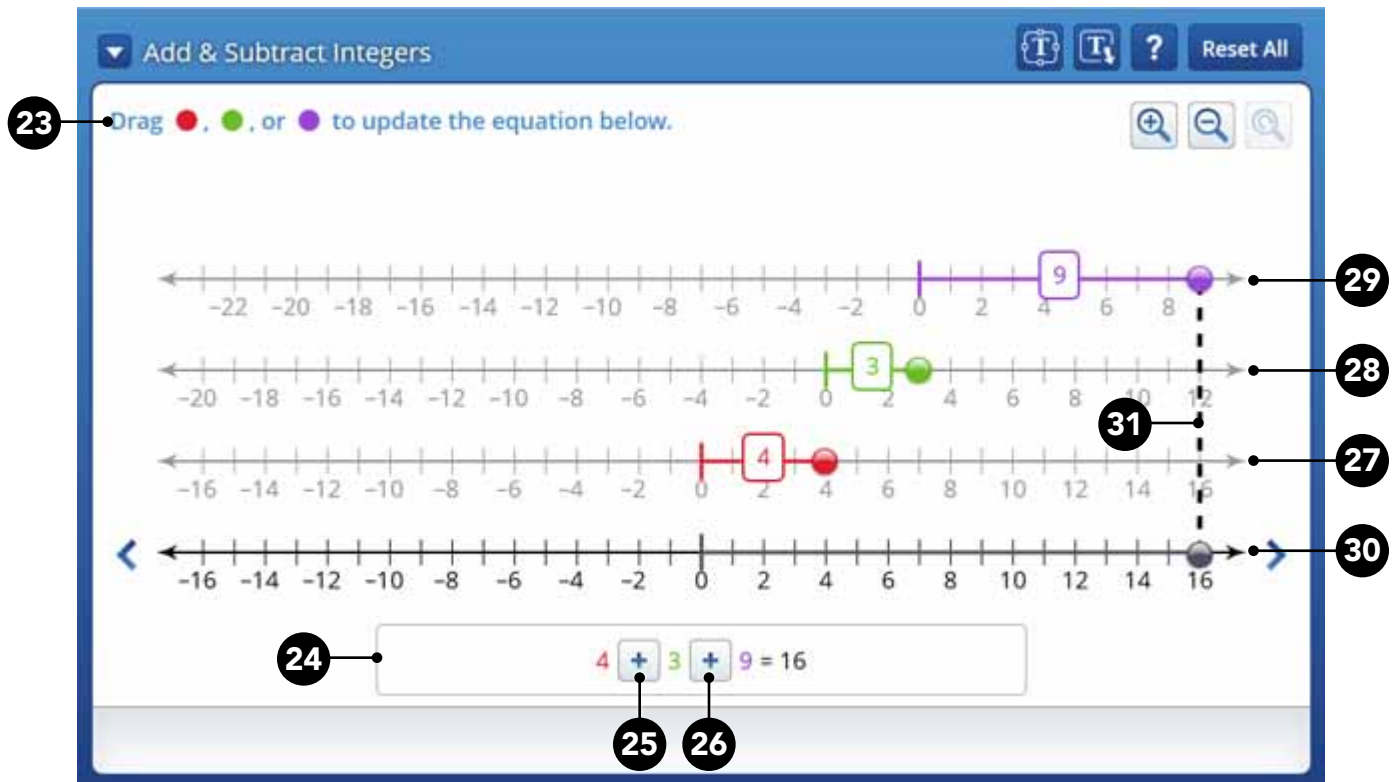 Add & Subtract Integers
T T ? Reset All
23
Drag , , or to update the equation below.
9
29
-22 -20 -18 -16 -14 -12 -10 -8 -6 -4 -2 0 2 4 6 8
3
28
-20 -18 -16 -14 -12 -10 -8 -6 -4 -2 0 2 4 6 8 10 12
31
4
27
-16 -14 -12 -10 -8 -6 -4 -2 0 2 4 6 8 10 12 14 16
30
-16 -14 -12 -10 -8 -6 -4 -2 0 2 4 6 8 10 12 14 16
24
4 + 3 + 9 = 16
25 26